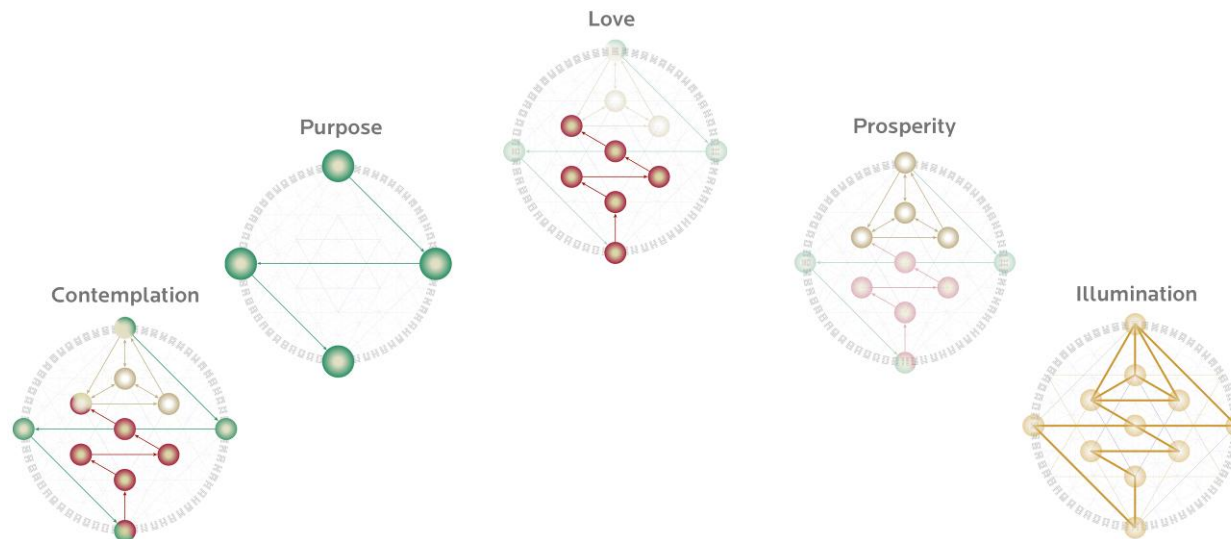 Love
Purpose
Prosperity
Contemplation
Illumination